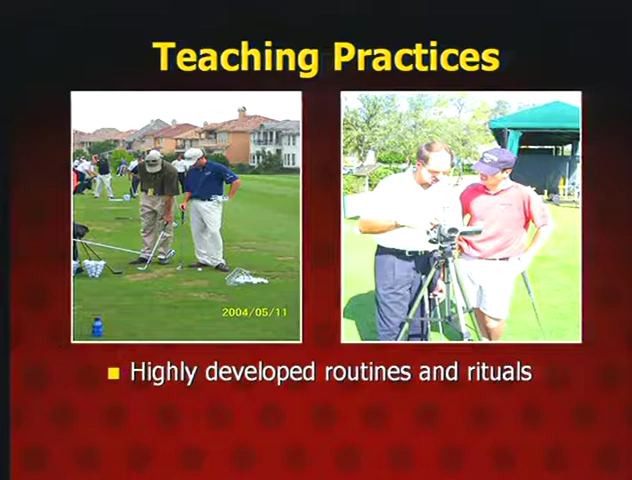 Teaching Practices
2004/05/11
Highly developed routines and rituals